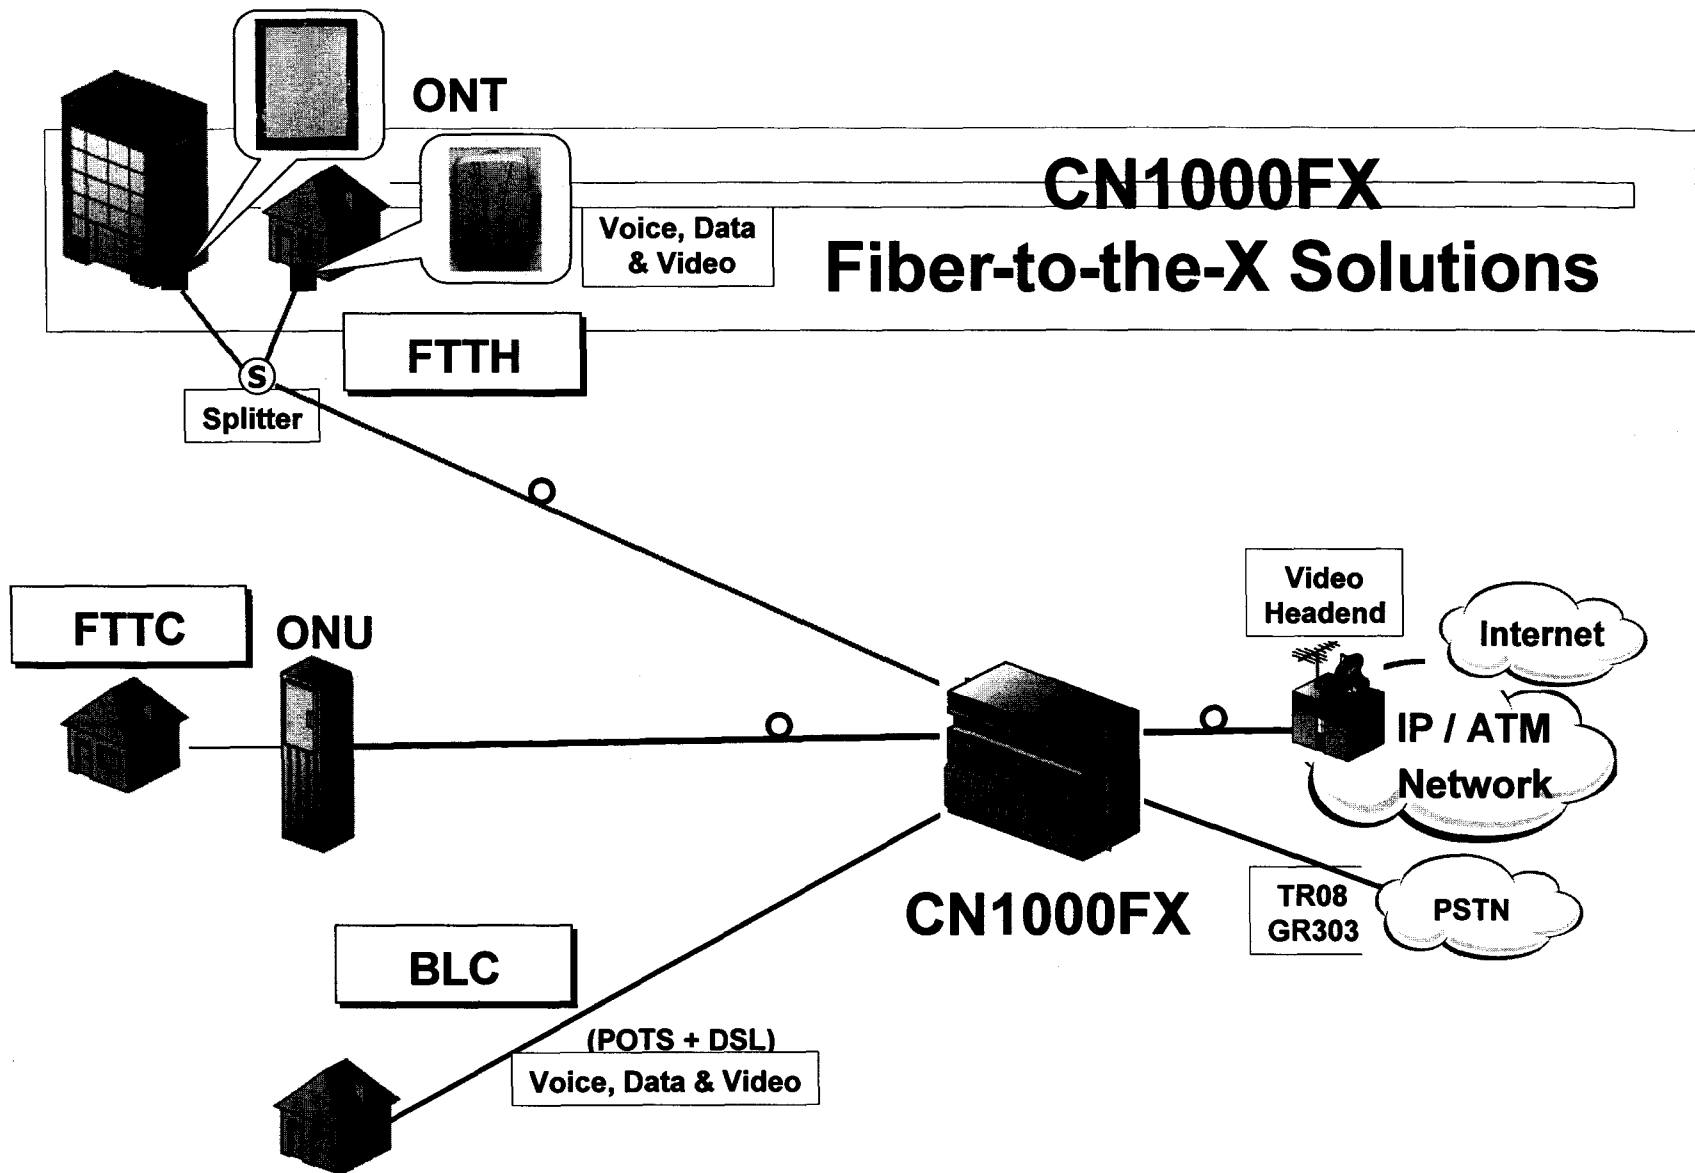 ONT
CN1000FX
Fiber-to-the-X Solutions
Voice, Data
& Video
FTTH
S
Splitter
FTTC
ONU
Video
Headend
Internet
IP / ATM
Network
CN1000FX
TR08
GR303
PSTN
BLC
(POTS + DSL)
Voice, Data & Video